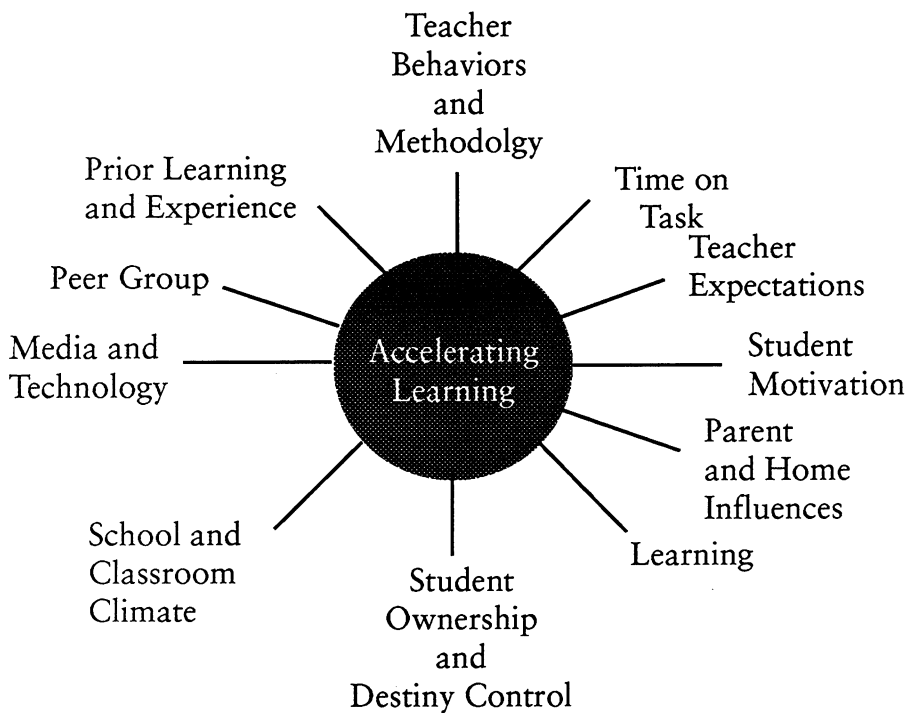 Teacher
Behaviors
and
Methodolgy
Time on
Task
Teacher
Expectations
Student
Motivation
Parent
and Home
Influences
Learning
Student
Ownership
and
Destiny Control
School and
Classroom
Climate
Media and
Technology
Peer Group
Prior Learning
and Experience
Accelerating
Learning